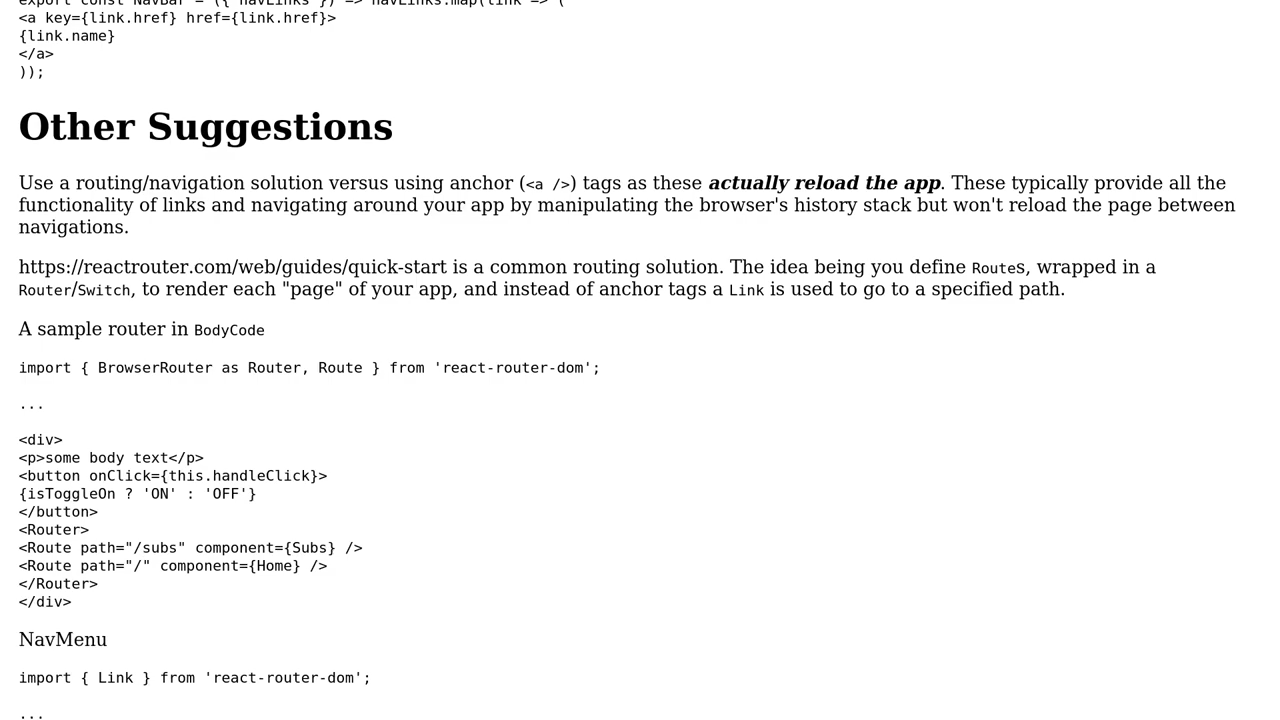 export const NavBar = ({ navLinks }) => navLinks.map(link => (
<a key={link.href} href={link.href}>
{link.name}
</a>
));
Other Suggestions
Use a routing/navigation solution versus using anchor (<a />) tags as these actually reload the app. These typically provide all the
functionality of links and navigating around your app by manipulating the browser's history stack but won't reload the page between
navigations.
https://reactrouter.com/web/guides/quick-start is a common routing solution. The idea being you define Routes, wrapped in a
Router/Switch, to render each "page" of your app, and instead of anchor tags a Link is used to go to a specified path.
A sample router in BodyCode
import { BrowserRouter as Router, Route } from 'react-router-dom';
...
<div>
<p>some body text</p>
<button onClick={this.handleClick}>
{isToggleOn ? 'ON' : 'OFF'}
</button>
<Router>
<Route path="/subs" component={Subs} />
<Route path="/" component={Home} />
</Router>
</div>
NavMenu
import { Link } from 'react-router-dom';
...